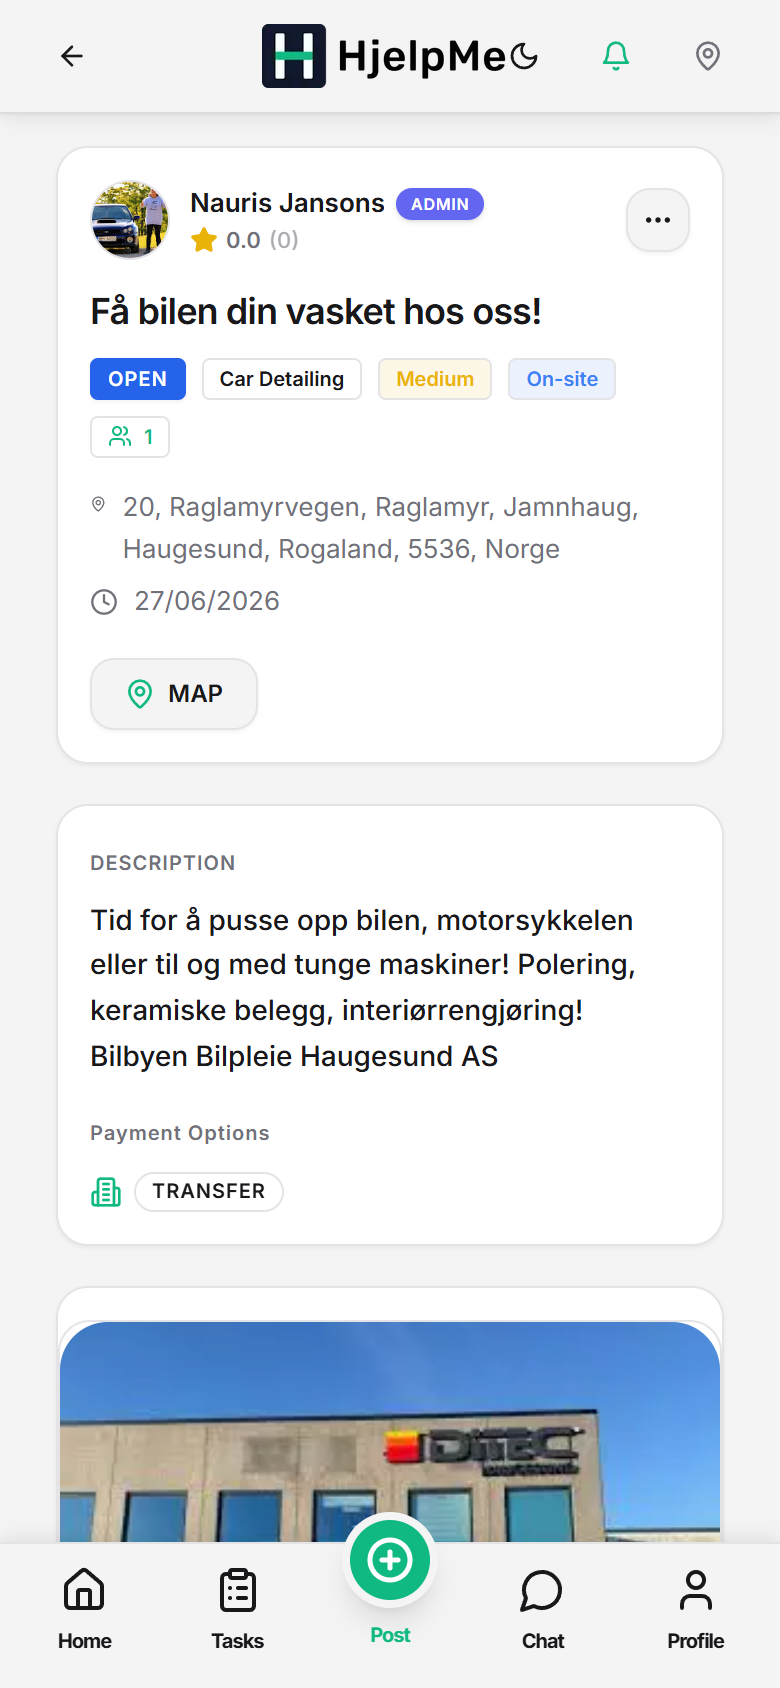 HjelpMe
Nauris Jansons ADMIN
0.0 (0)
Få bilen din vasket hos oss!
OPEN Car Detailing Medium On-site
1
20, Raglamyrvegen, Raglamyr, Jamnhaug,
Haugesund, Rogaland, 5536, Norge
27/06/2026
MAP
DESCRIPTION
Tid for å pusse opp bilen, motorsykkelen
eller til og med tunge maskiner! Polering,
keramiske belegg, interiørrengjøring!
Bilbyen Bilpleie Haugesund AS
Payment Options
TRANSFER
DITEC
Home Tasks Post Chat Profile